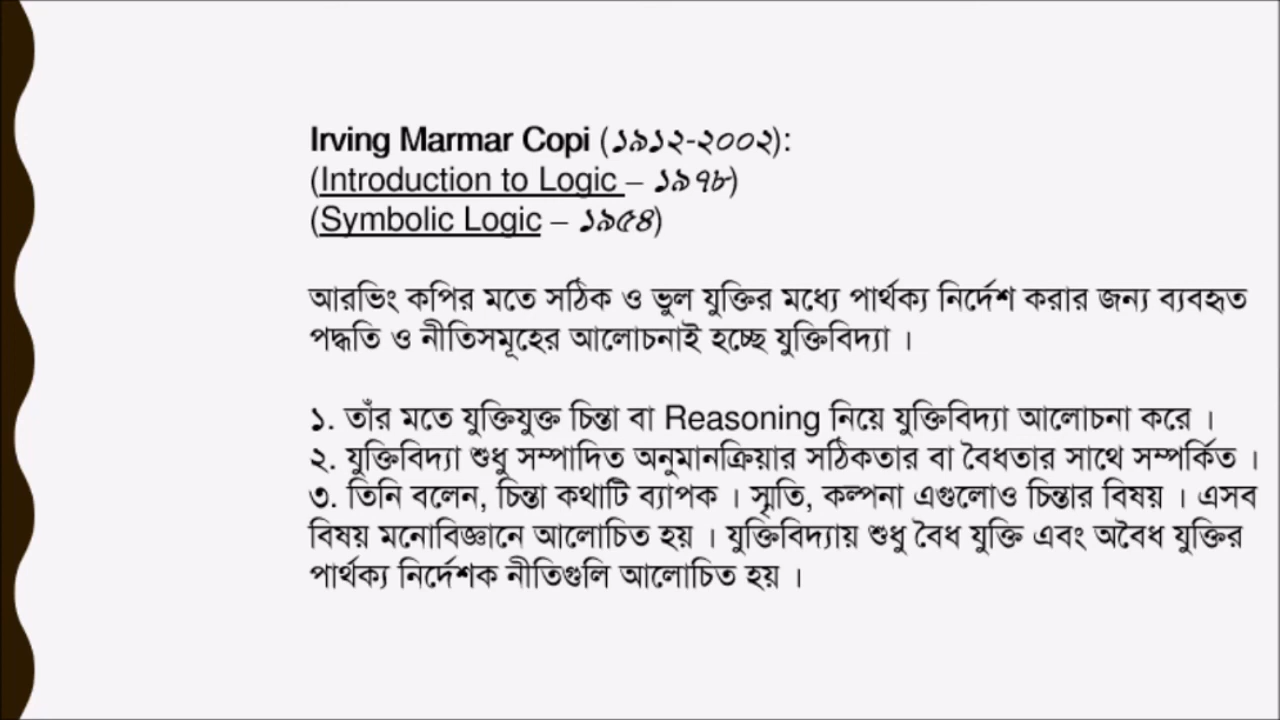 Irving Marmar Copi (১৯১২-২০০২):
(Introduction to Logic – ১৯৭৮)
(Symbolic Logic – ১৯৫৪)
আরভিং কপির মতে সঠিক ও ভুল যুক্তির মধ্যে পার্থক্য নির্দেশ করার জন্য ব্যবহৃত
পদ্ধতি ও নীতিসমূহের আলোচনাই হচ্ছে যুক্তিবিদ্যা ।
১. তাঁর মতে যুক্তিযুক্ত চিন্তা বা Reasoning নিয়ে যুক্তিবিদ্যা আলোচনা করে ।
২. যুক্তিবিদ্যা শুধু সম্পাদিত অনুমানক্রিয়ার সঠিকতার বা বৈধতার সাথে সম্পর্কিত ।
৩. তিনি বলেন, চিন্তা কথাটি ব্যাপক । স্মৃতি, কল্পনা এগুলোও চিন্তার বিষয় । এসব
বিষয় মনোবিজ্ঞানে আলোচিত হয় । যুক্তিবিদ্যায় শুধু বৈধ যুক্তি এবং অবৈধ যুক্তির
পার্থক্য নির্দেশক নীতিগুলি আলোচিত হয় ।